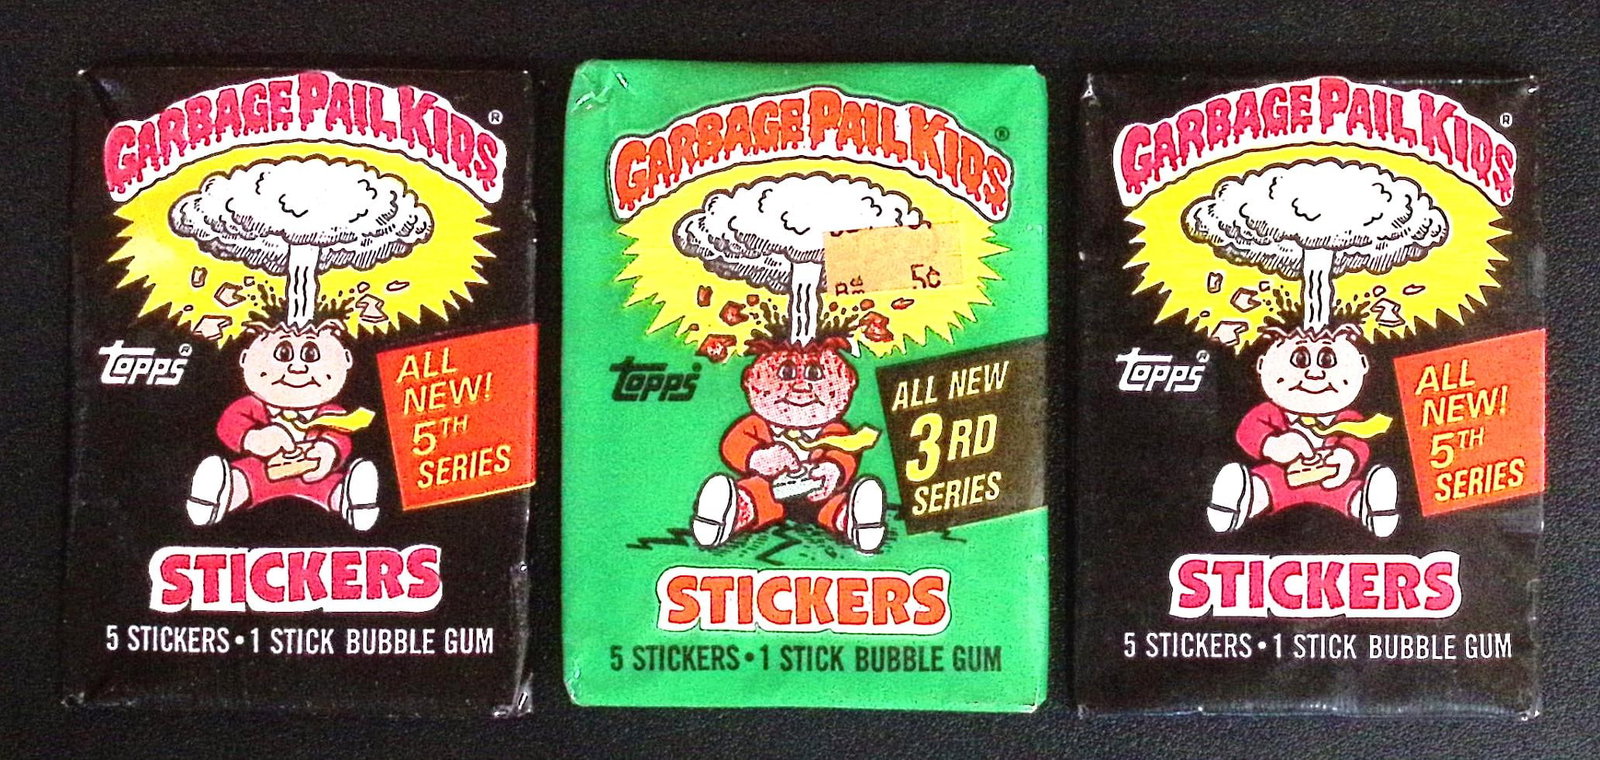 GARBAGE PAIL KIDS®
TOPPS®
ALL
NEW!
5TH
SERIES
STICKERS
5 STICKERS • 1 STICK BUBBLE GUM
GARBAGE PAIL KIDS®
5¢
TOPPS®
ALL NEW
3RD
SERIES
STICKERS
5 STICKERS • 1 STICK BUBBLE GUM
GARBAGE PAIL KIDS®
TOPPS®
ALL
NEW!
5TH
SERIES
STICKERS
5 STICKERS • 1 STICK BUBBLE GUM